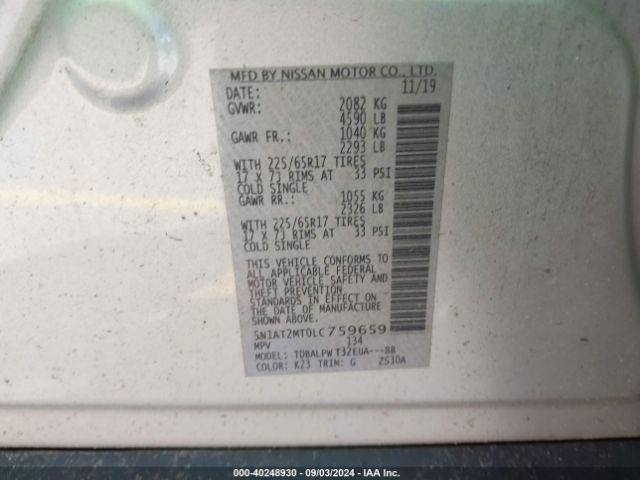 MFD BY NISSAN MOTOR CO., LTD.
DATE: 11/19
GVWR: 2082 KG
4590 LB
GAWR FR.: 1040 KG
2293 LB
WITH 225/65R17 TIRES
17 X 7J RIMS AT 33 PSI
COLD SINGLE
GAWR RR.: 1055 KG
2326 LB
WITH 225/65R17 TIRES
17 X 7J RIMS AT 33 PSI
COLD SINGLE
THIS VEHICLE CONFORMS TO
ALL APPLICABLE FEDERAL
MOTOR VEHICLE SAFETY AND
THEFT PREVENTION
STANDARDS IN EFFECT ON
THE DATE OF MANUFACTURE
SHOWN ABOVE.
5N1AT2MT0LC759659
MPV 134
MODEL: TDBALPW T32EUA---BB
COLOR: K23 TRIM: G ZS30A
000-40248930 - 09/03/2024 - IAA Inc.